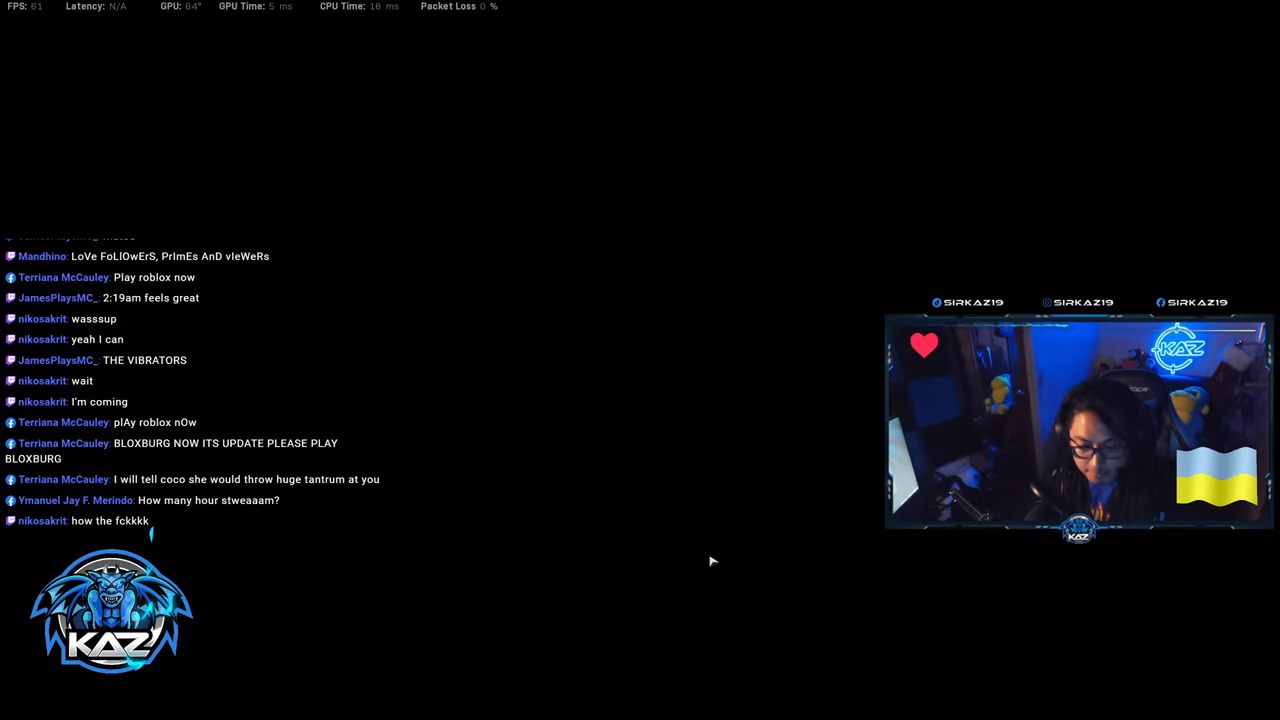 FPS: 61 Latency: N/A GPU: 64° GPU Time: 5 ms CPU Time: 16 ms Packet Loss 0 %
Mandhino: LoVe FoLlOwErS, PrImEs AnD vIeWeRs
Terriana McCauley: Play roblox now
JamesPlaysMC_: 2:19am feels great
nikosakrit: wasssup
nikosakrit: yeah I can
JamesPlaysMC_: THE VIBRATORS
nikosakrit: wait
nikosakrit: I'm coming
Terriana McCauley: plAy roblox nOw
Terriana McCauley: BLOXBURG NOW ITS UPDATE PLEASE PLAY
BLOXBURG
Terriana McCauley: I will tell coco she would throw huge tantrum at you
Ymanuel Jay F. Merindo: How many hour stweaaam?
nikosakrit: how the fckkkk
KAZ
SIRKAZ19 SIRKAZ19 SIRKAZ19
KAZ
KAZ